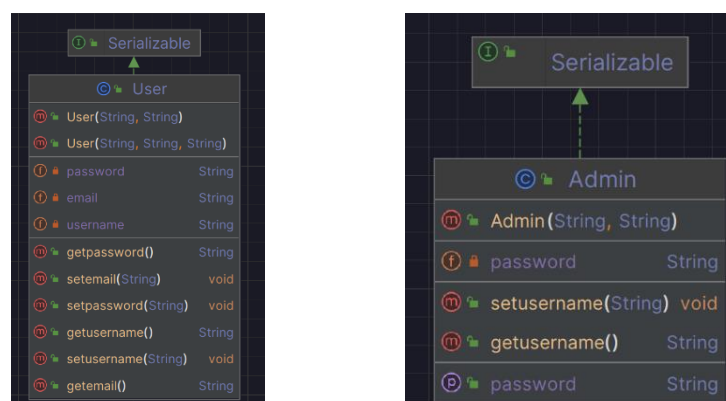 Serializable
User
User(String, String)
User(String, String, String)
password String
email String
username String
getpassword() String
setemail(String) void
setpassword(String) void
getusername() String
setusername(String) void
getemail() String
Serializable
Admin
Admin(String, String)
password String
setusername(String) void
getusername() String
password String